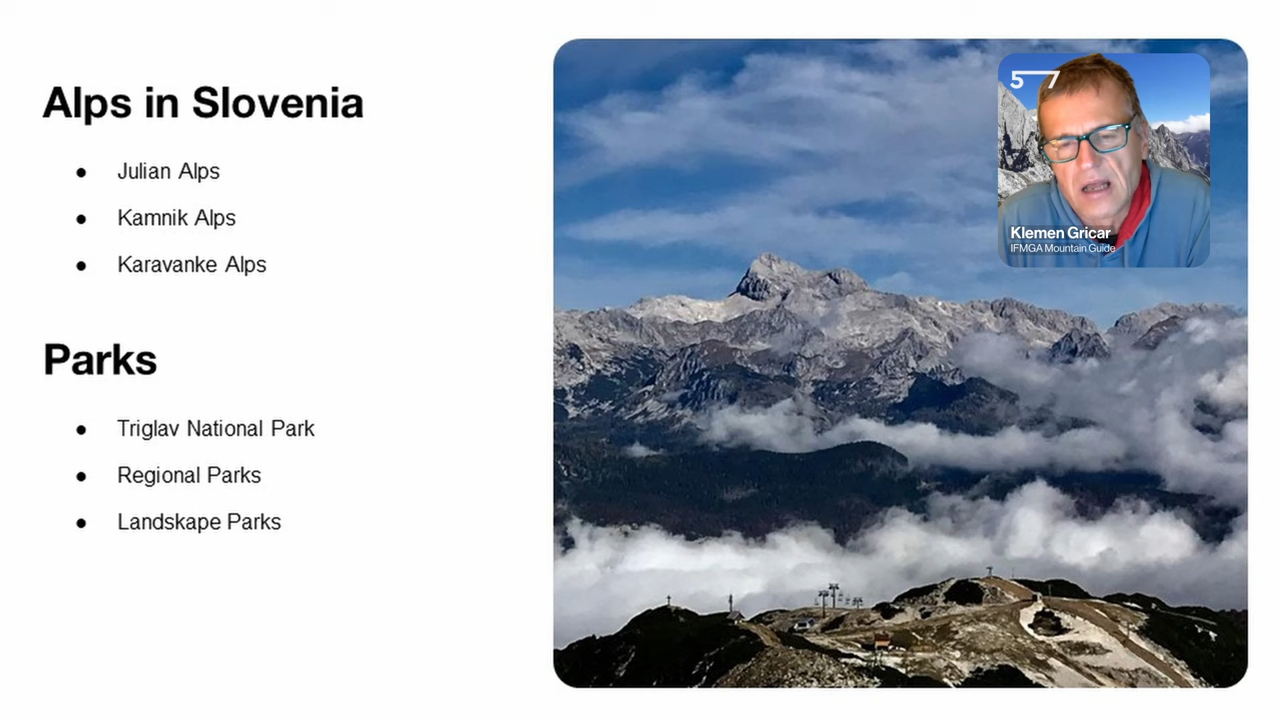 Alps in Slovenia
● Julian Alps
● Kamnik Alps
● Karavanke Alps
Parks
● Triglav National Park
● Regional Parks
● Landskape Parks
5 7
Klemen Gricar
IFMGA Mountain Guide